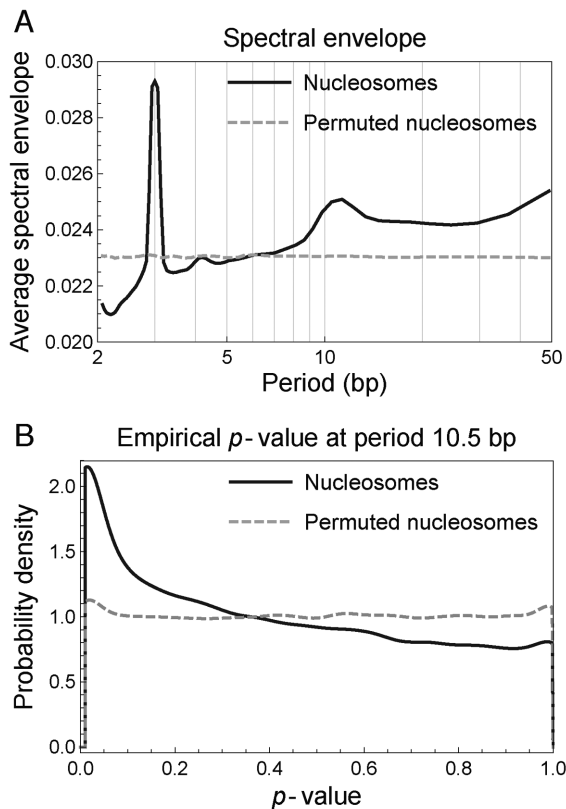 A
Spectral envelope
Average spectral envelope
0.030
0.028
0.026
0.024
0.022
0.020
Nucleosomes
Permuted nucleosomes
2
5
10
50
Period (bp)
B
Empirical p-value at period 10.5 bp
Probability density
2.0
1.5
1.0
0.5
0.0
Nucleosomes
Permuted nucleosomes
0.0
0.2
0.4
0.6
0.8
1.0
p-value